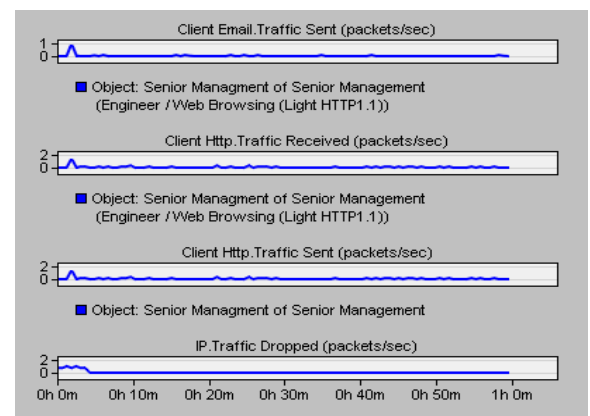 Client Email.Traffic Sent (packets/sec)
1
0
Object: Senior Managment of Senior Management
(Engineer / Web Browsing (Light HTTP1.1))
Client Http.Traffic Received (packets/sec)
2
0
Object: Senior Managment of Senior Management
(Engineer / Web Browsing (Light HTTP1.1))
Client Http.Traffic Sent (packets/sec)
2
0
Object: Senior Managment of Senior Management
IP.Traffic Dropped (packets/sec)
2
0
0h 0m 0h 10m 0h 20m 0h 30m 0h 40m 0h 50m 1h 0m